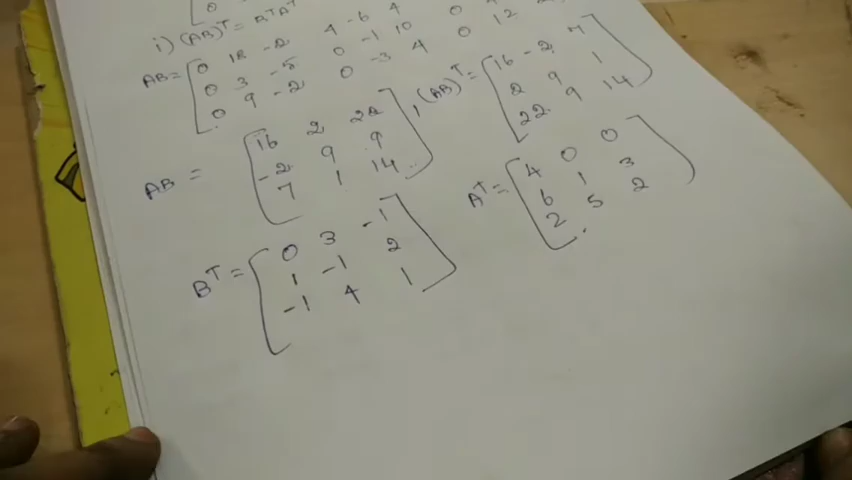 0
i) (AB)ᵀ = BᵀAᵀ
AB = [0 18 -2 4 -6 4 0
0 3 -5 0 -1 10 0 12
0 9 -2 0 -3 4]
AB = [16 2 22
-2 9 9
7 1 14], (AB)ᵀ = [16 -2 7
2 9 1
22 9 14]
Bᵀ = [0 3 -1
1 -1 2
-1 4 1]
Aᵀ = [4 0 0
6 1 3
2 5 2]